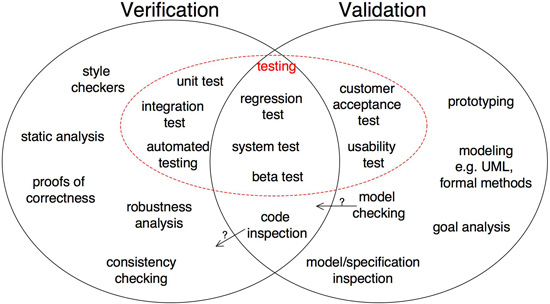 Verification
Validation
testing
style
checkers
unit test
integration
test
automated
testing
static analysis
proofs of
correctness
robustness
analysis
consistency
checking
regression
test
system test
beta test
code
inspection
?
customer
acceptance
test
usability
test
?
model
checking
model/specification
inspection
prototyping
modeling
e.g. UML,
formal methods
goal analysis